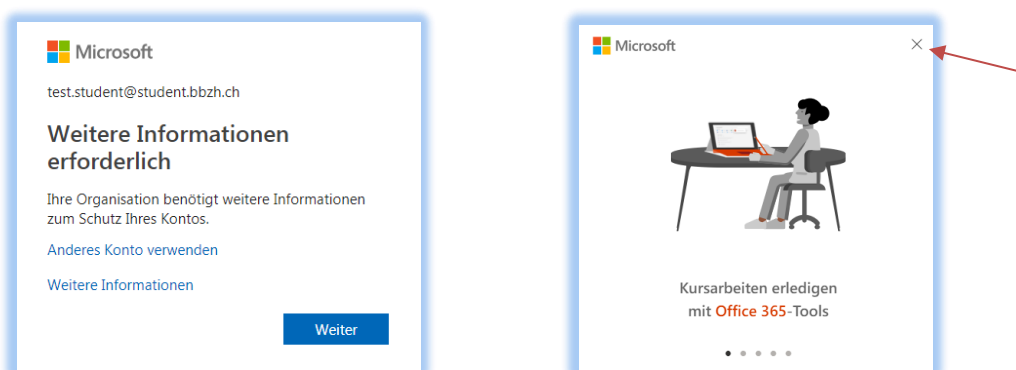 Microsoft
test.student@student.bbzh.ch
Weitere Informationen
erforderlich
Ihre Organisation benötigt weitere Informationen
zum Schutz Ihres Kontos.
Anderes Konto verwenden
Weitere Informationen
Weiter
Microsoft
Kursarbeiten erledigen
mit Office 365-Tools